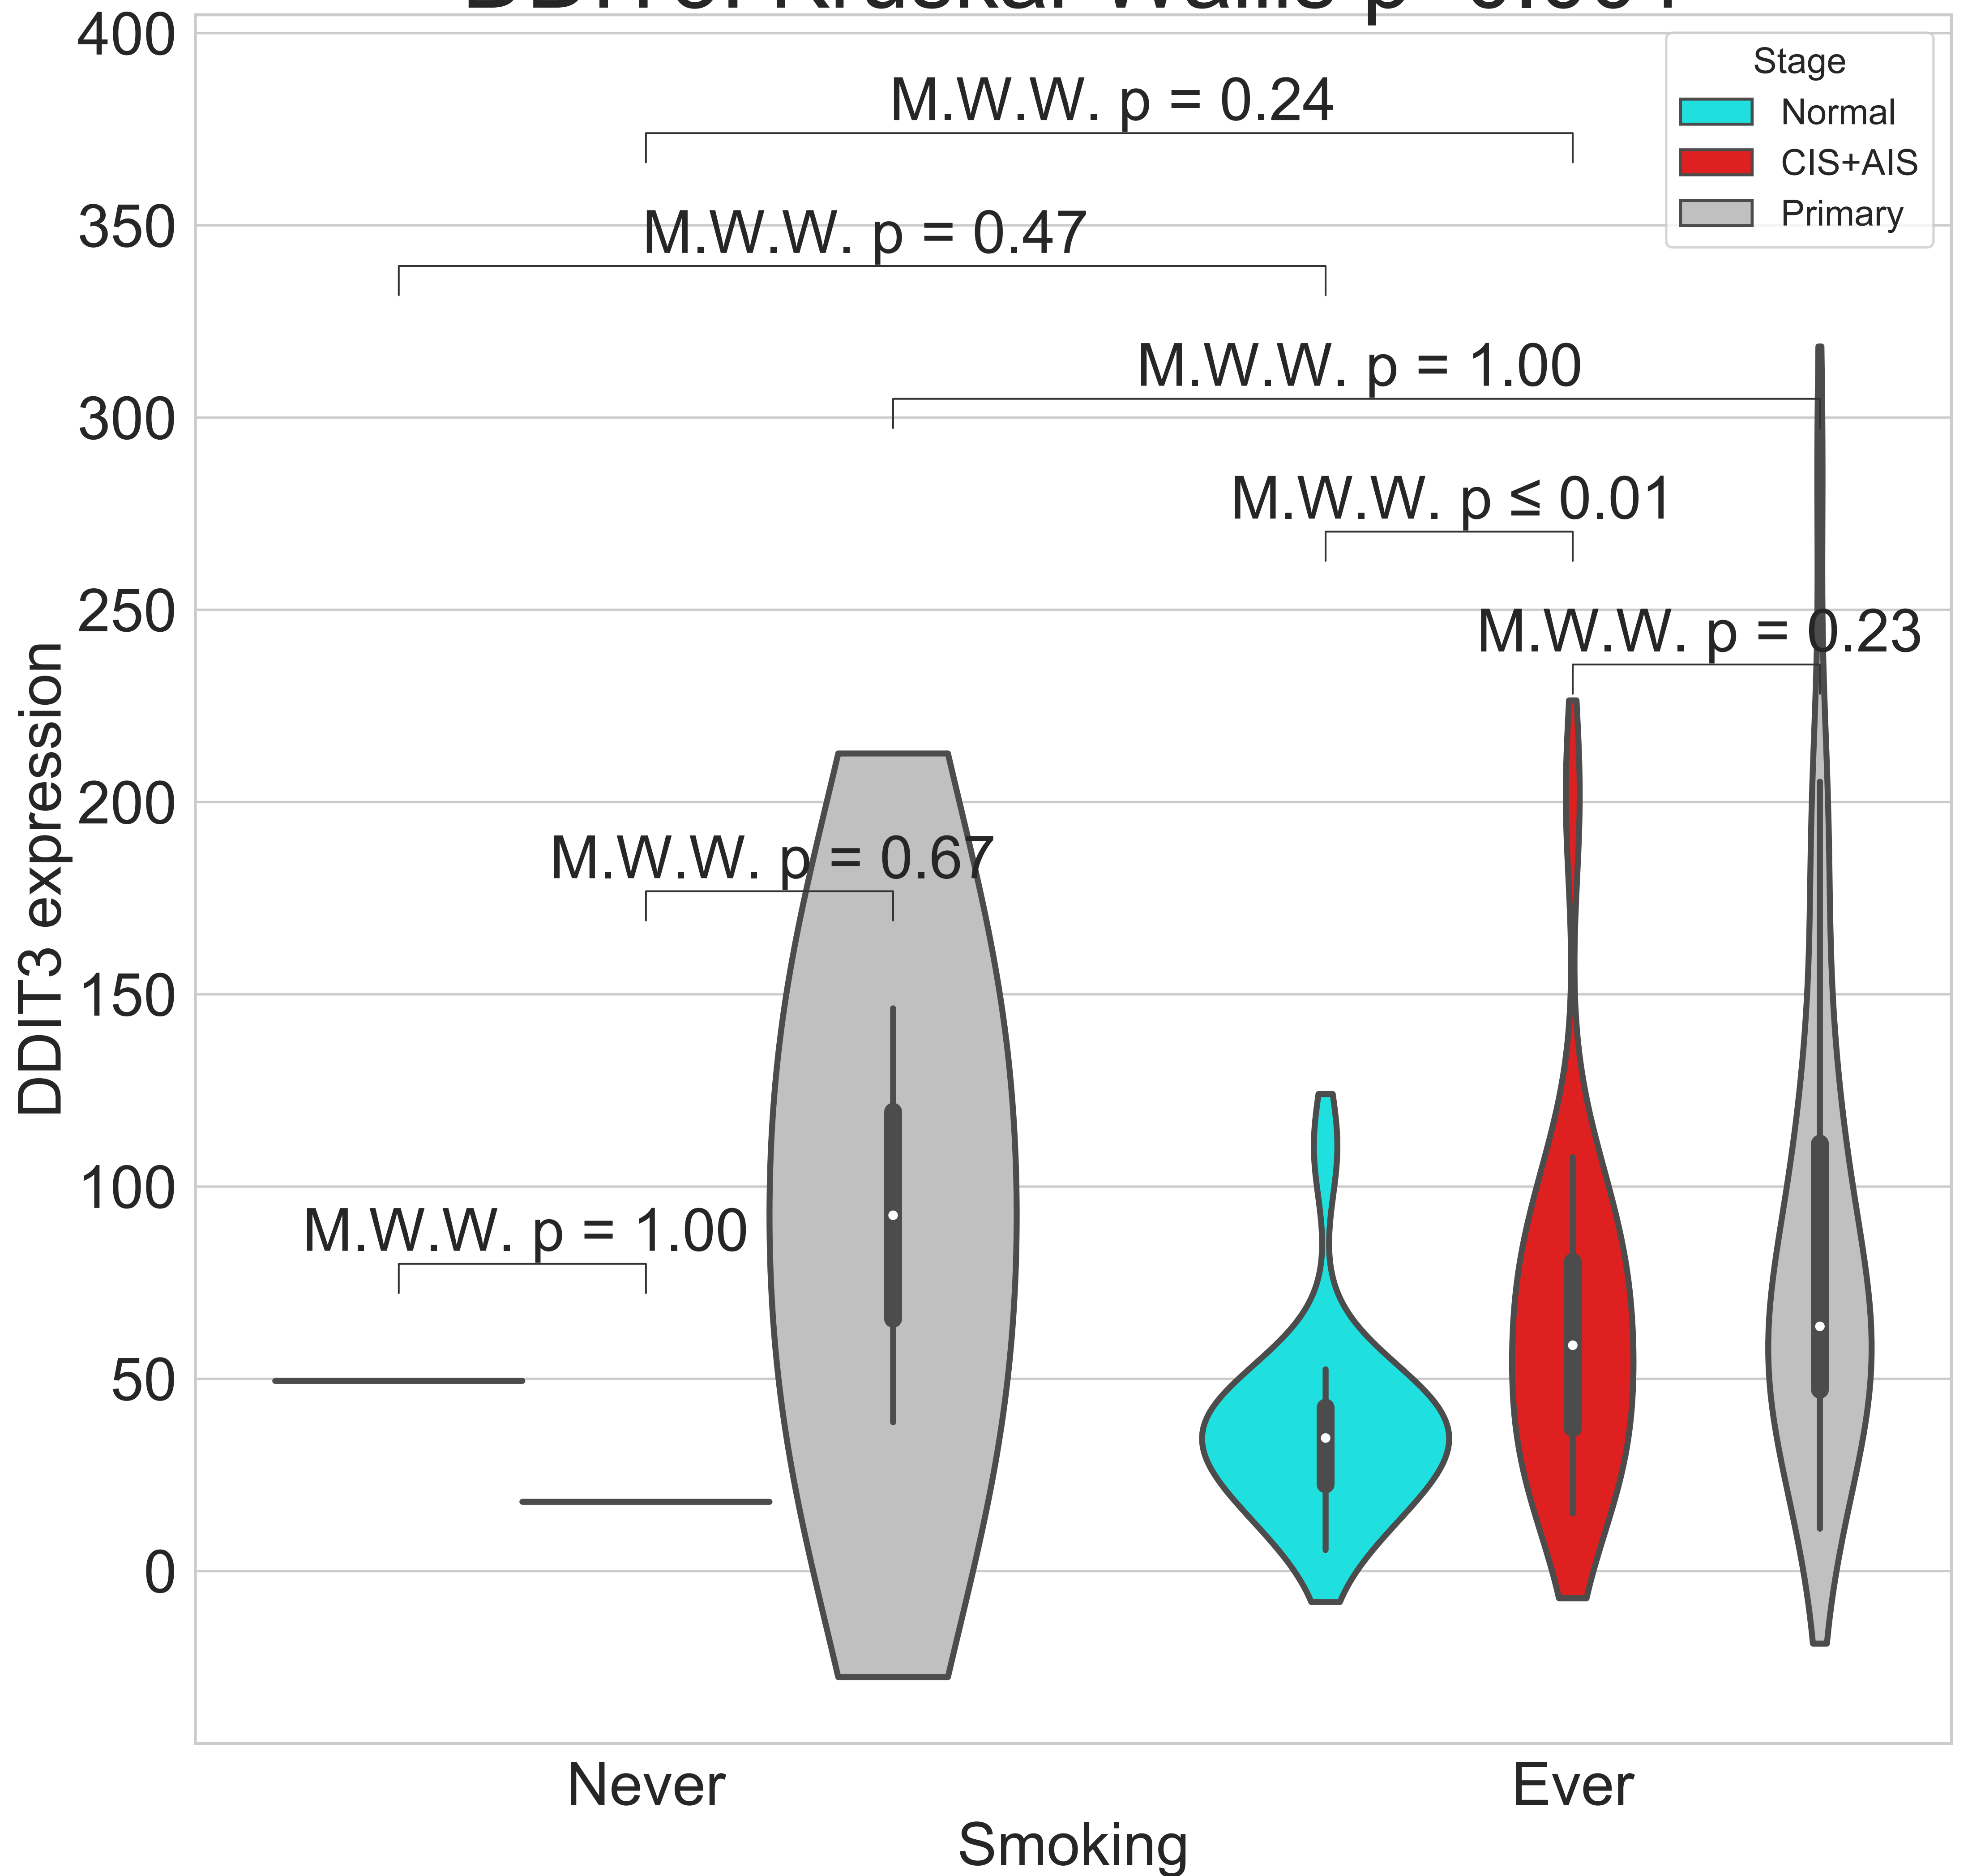 400
350
300
250
200
150
100
50
0
DDIT3 expression
M.W.W. p = 0.24
M.W.W. p = 0.47
M.W.W. p = 1.00
M.W.W. p ≤ 0.01
M.W.W. p = 0.23
M.W.W. p = 0.67
M.W.W. p = 1.00
Stage
Normal
CIS+AIS
Primary
Never
Ever
Smoking